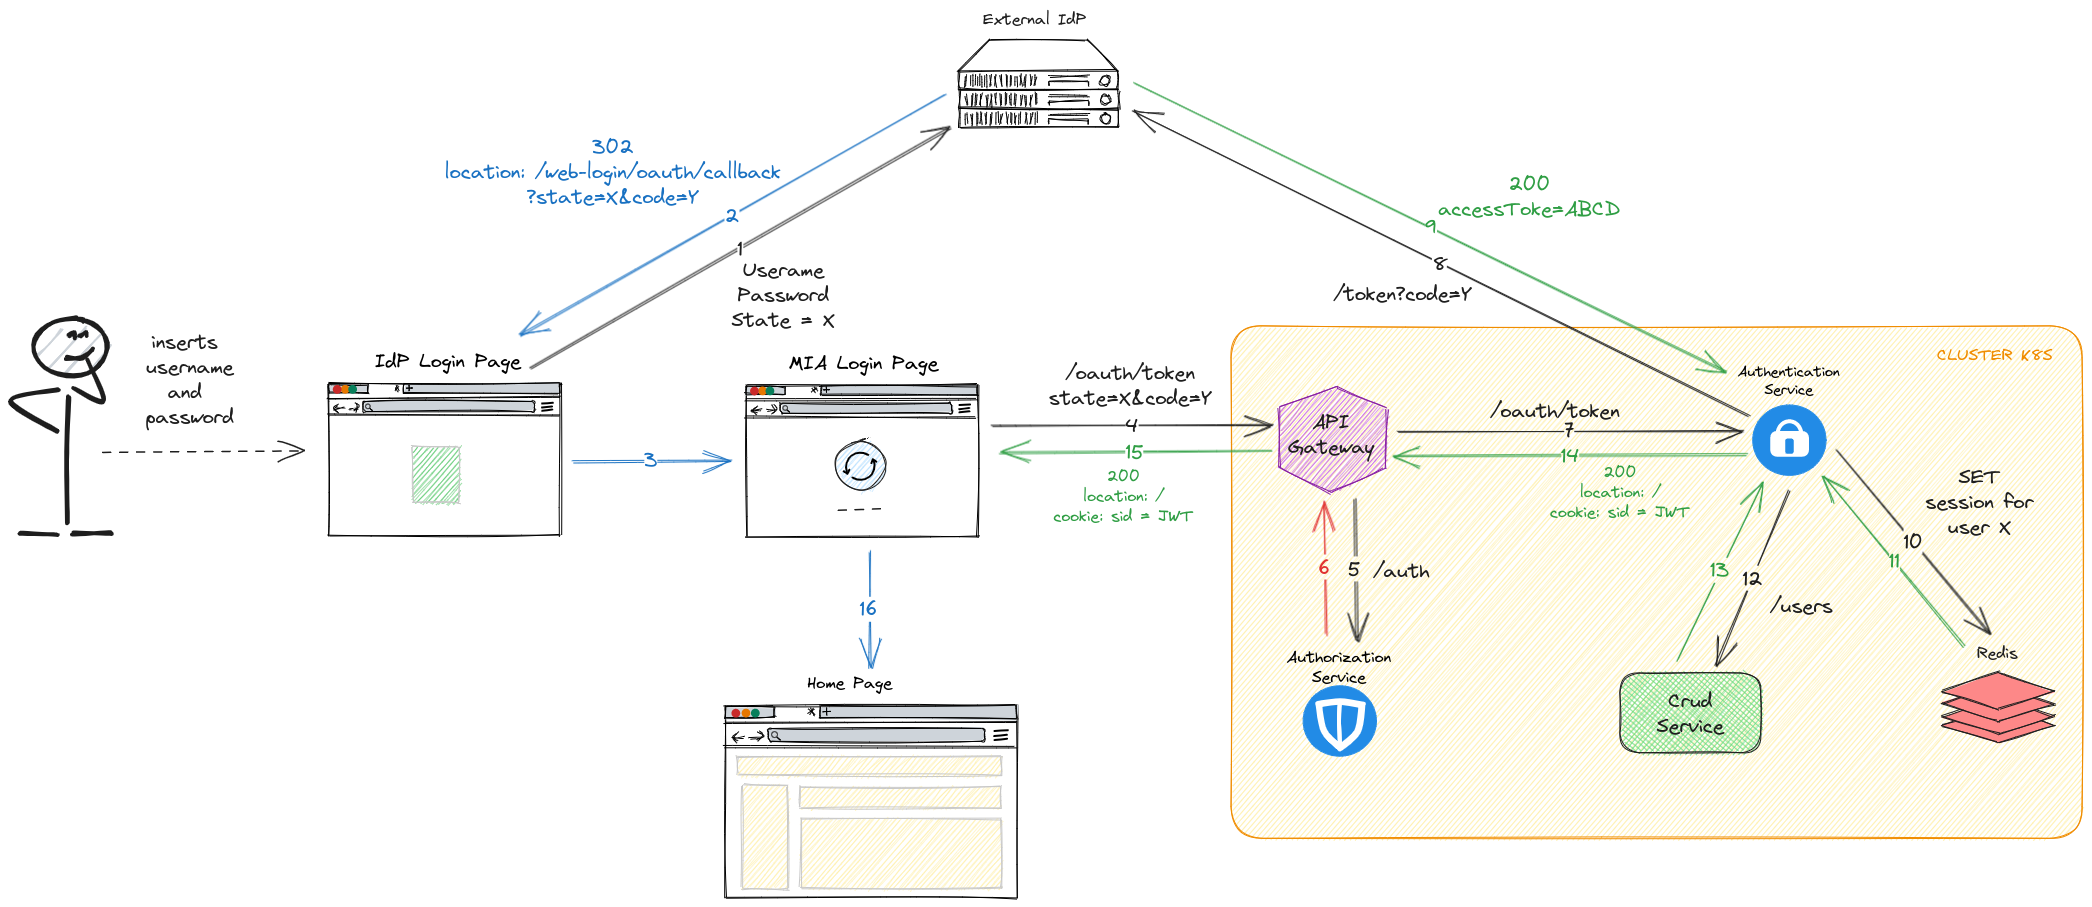 External IdP
302
location: /web-login/oauth/callback
?state=X&code=Y
2
1
Userame
Password
State = X
200
accessToke=ABCD
9
8
/token?code=Y
inserts
username
and
password
IdP Login Page
MIA Login Page
3
/oauth/token
state=X&code=Y
4
15
200
location: /
cookie: sid = JWT
16
Home Page
CLUSTER K8S
API
Gateway
/oauth/token
7
14
200
location: /
cookie: sid = JWT
Authentication
Service
SET
session for
user X
10
11
6
5
/auth
13
12
/users
Authorization
Service
Crud
Service
Redis